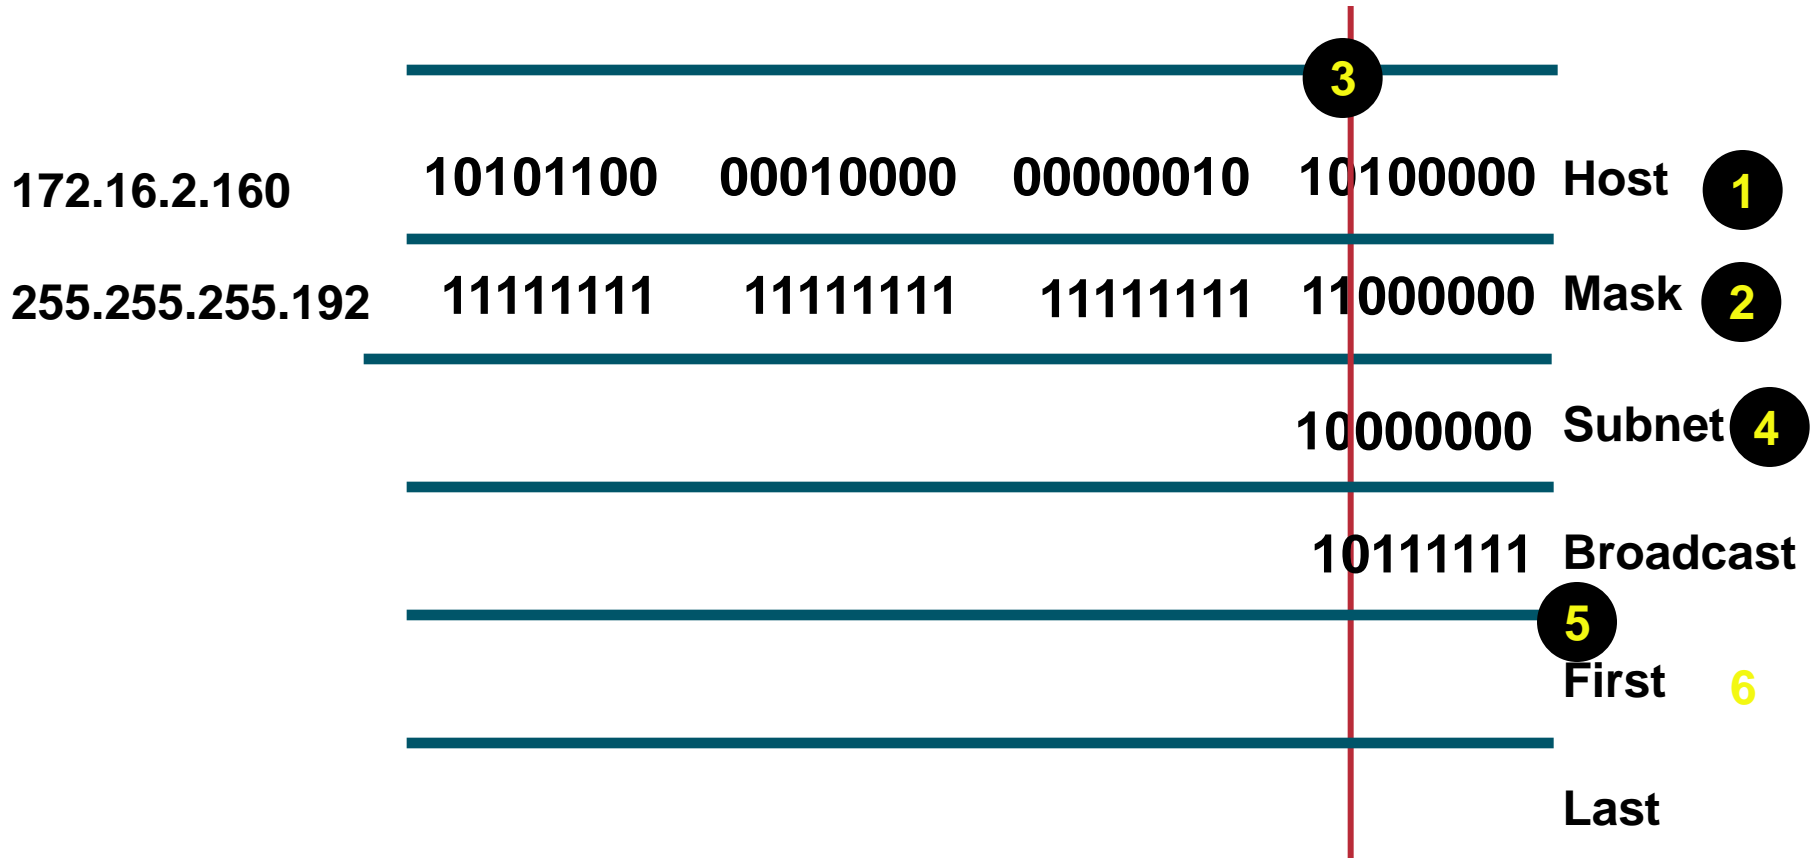 3
172.16.2.160 10101100 00010000 00000010 10100000 Host 1
255.255.255.192 11111111 11111111 11111111 11000000 Mask 2
10000000 Subnet 4
10111111 Broadcast
5
First 6
Last